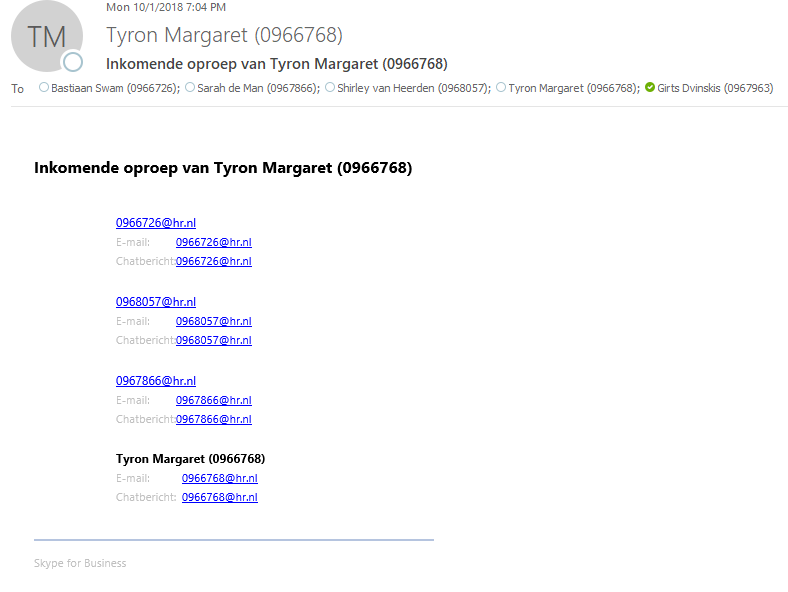 Mon 10/1/2018 7:04 PM
TM
Tyron Margaret (0966768)
Inkomende oproep van Tyron Margaret (0966768)
To Bastiaan Swam (0966726); Sarah de Man (0967866); Shirley van Heerden (0968057); Tyron Margaret (0966768); Girts Dvinskis (0967963)
Inkomende oproep van Tyron Margaret (0966768)
0966726@hr.nl
E-mail: 0966726@hr.nl
Chatbericht: 0966726@hr.nl
0968057@hr.nl
E-mail: 0968057@hr.nl
Chatbericht: 0968057@hr.nl
0967866@hr.nl
E-mail: 0967866@hr.nl
Chatbericht: 0967866@hr.nl
Tyron Margaret (0966768)
E-mail: 0966768@hr.nl
Chatbericht: 0966768@hr.nl
Skype for Business